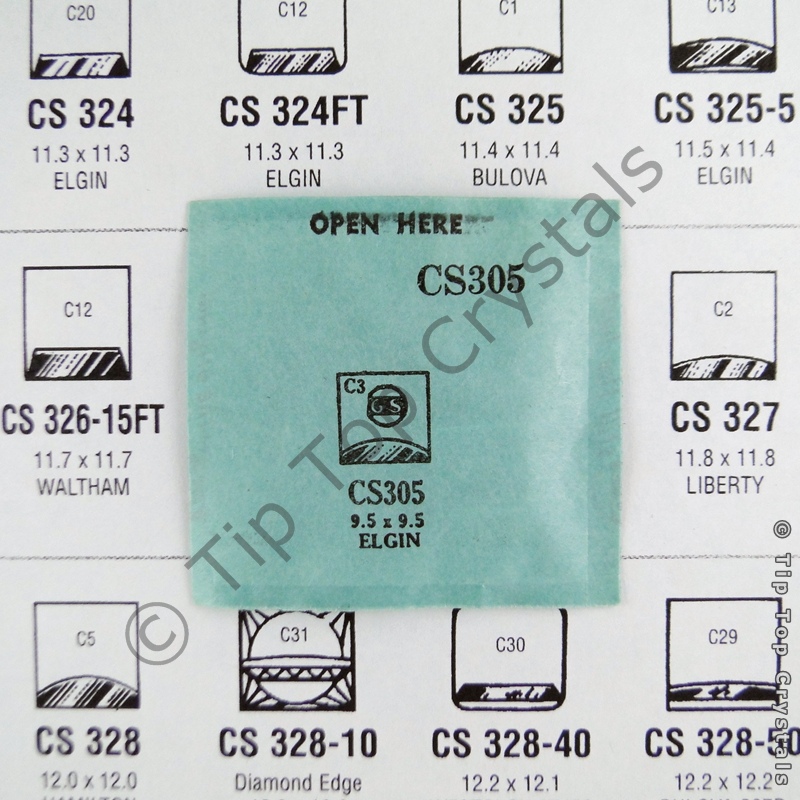 C20 C12 C1 C13
CS 324 CS 324FT CS 325 CS 325-5
11.3 x 11.3 11.3 x 11.3 11.4 x 11.4 11.5 x 11.4
ELGIN ELGIN BULOVA ELGIN
OPEN HERE
CS305
C3
GS
CS305
9.5 x 9.5
ELGIN
C12 C2
CS 326-15FT CS 327
11.7 x 11.7 11.8 x 11.8
WALTHAM LIBERTY
C5 C31 C30 C29
CS 328 CS 328-10 CS 328-40 CS 328-50
12.0 x 12.0 Diamond Edge 12.2 x 12.1 12.2 x 12.2
HAMILTON
© Tip Top Crystals
© Tip Top Crystals